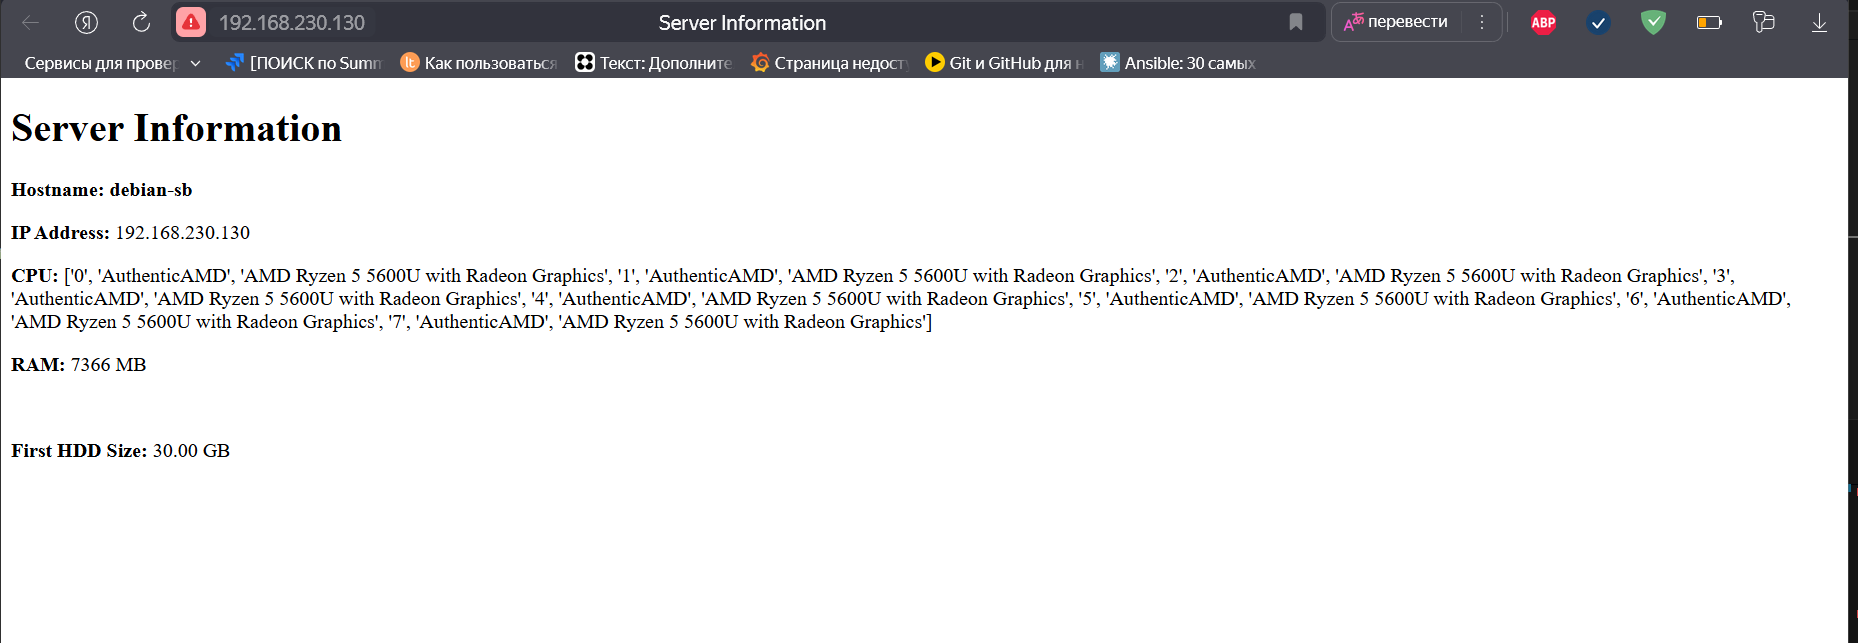 192.168.230.130
Server Information
перевести
ABP
Сервисы для провер
[ПОИСК по Summ
Как пользоваться
Текст: Дополните
Страница недост
Git и GitHub для н
Ansible: 30 самых
Server Information
Hostname: debian-sb
IP Address: 192.168.230.130
CPU: ['0', 'AuthenticAMD', 'AMD Ryzen 5 5600U with Radeon Graphics', '1', 'AuthenticAMD', 'AMD Ryzen 5 5600U with Radeon Graphics', '2', 'AuthenticAMD', 'AMD Ryzen 5 5600U with Radeon Graphics', '3',
'AuthenticAMD', 'AMD Ryzen 5 5600U with Radeon Graphics', '4', 'AuthenticAMD', 'AMD Ryzen 5 5600U with Radeon Graphics', '5', 'AuthenticAMD', 'AMD Ryzen 5 5600U with Radeon Graphics', '6', 'AuthenticAMD',
'AMD Ryzen 5 5600U with Radeon Graphics', '7', 'AuthenticAMD', 'AMD Ryzen 5 5600U with Radeon Graphics']
RAM: 7366 MB
First HDD Size: 30.00 GB